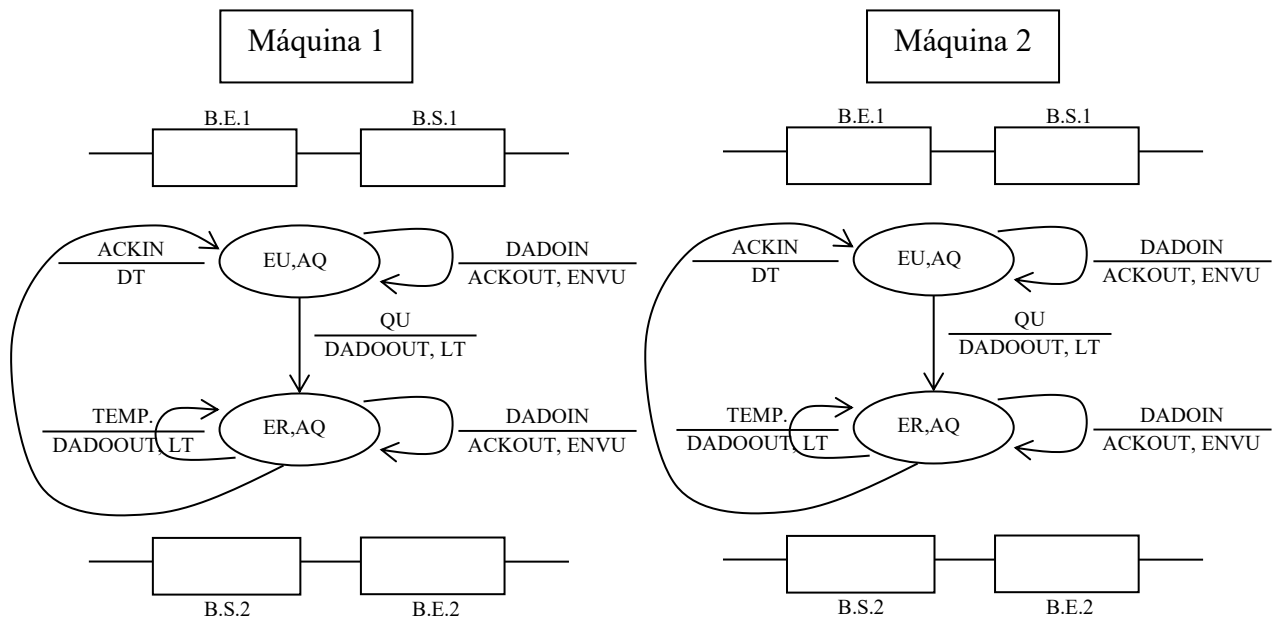 Máquina 1
B.E.1
B.S.1
ACKIN
DT
EU,AQ
DADOIN
ACKOUT, ENVU
QU
DADOOUT, LT
TEMP.
DADOOUT, LT
ER,AQ
DADOIN
ACKOUT, ENVU
B.S.2
B.E.2
Máquina 2
B.E.1
B.S.1
ACKIN
DT
EU,AQ
DADOIN
ACKOUT, ENVU
QU
DADOOUT, LT
TEMP.
DADOOUT, LT
ER,AQ
DADOIN
ACKOUT, ENVU
B.S.2
B.E.2